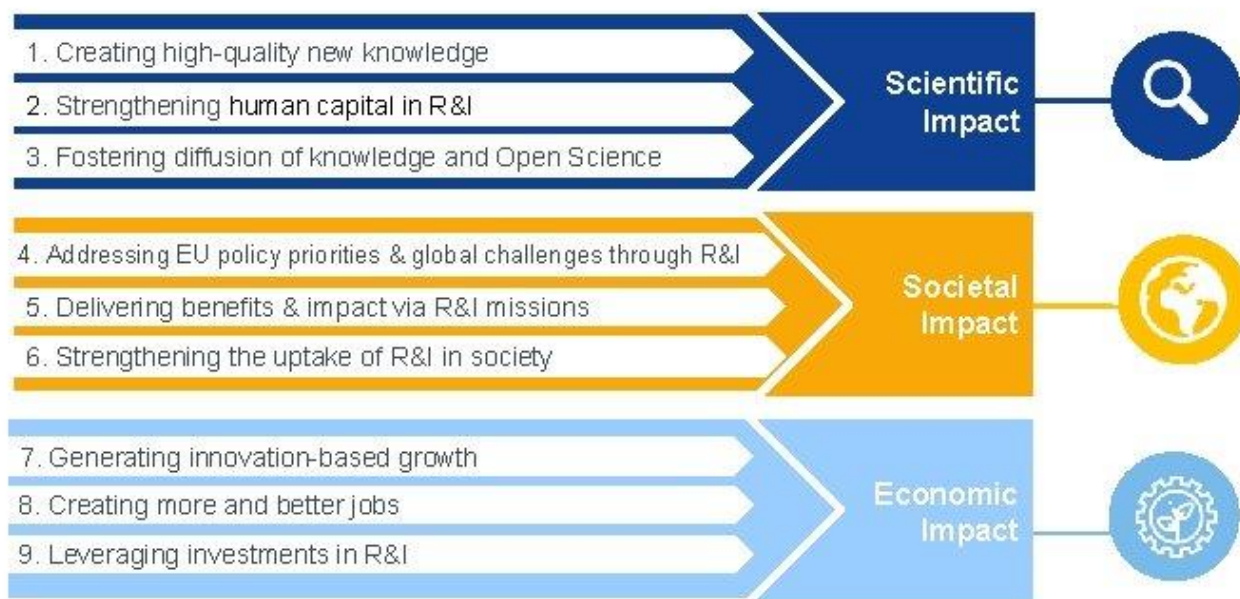 1. Creating high-quality new knowledge
2. Strengthening human capital in R&I
3. Fostering diffusion of knowledge and Open Science
Scientific
Impact
4. Addressing EU policy priorities & global challenges through R&I
5. Delivering benefits & impact via R&I missions
6. Strengthening the uptake of R&I in society
Societal
Impact
7. Generating innovation-based growth
8. Creating more and better jobs
9. Leveraging investments in R&I
Economic
Impact